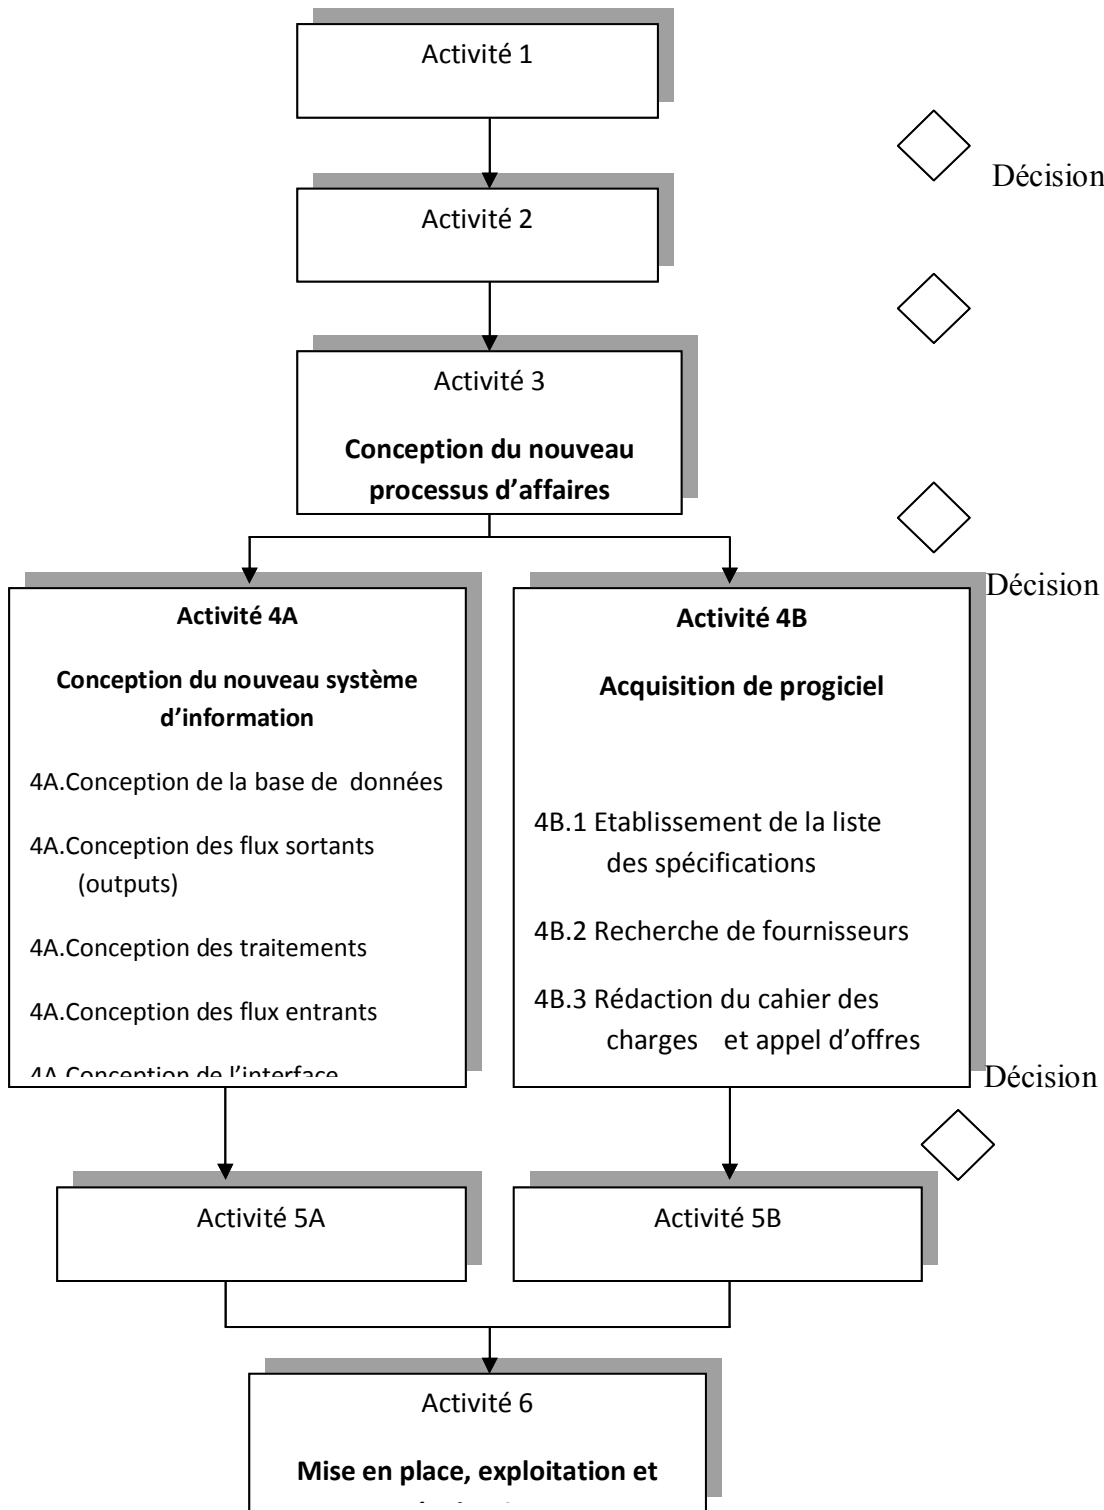 Activité 1
Décision
Activité 2
Activité 3
Conception du nouveau
processus d’affaires
Décision
Activité 4A
Conception du nouveau système
d’information
4A.Conception de la base de données
4A.Conception des flux sortants
(outputs)
4A.Conception des traitements
4A.Conception des flux entrants
4A.Conception de l’interface
Activité 4B
Acquisition de progiciel
4B.1 Etablissement de la liste
des spécifications
4B.2 Recherche de fournisseurs
4B.3 Rédaction du cahier des
charges et appel d’offres
Décision
Activité 5A
Activité 5B
Activité 6
Mise en place, exploitation et